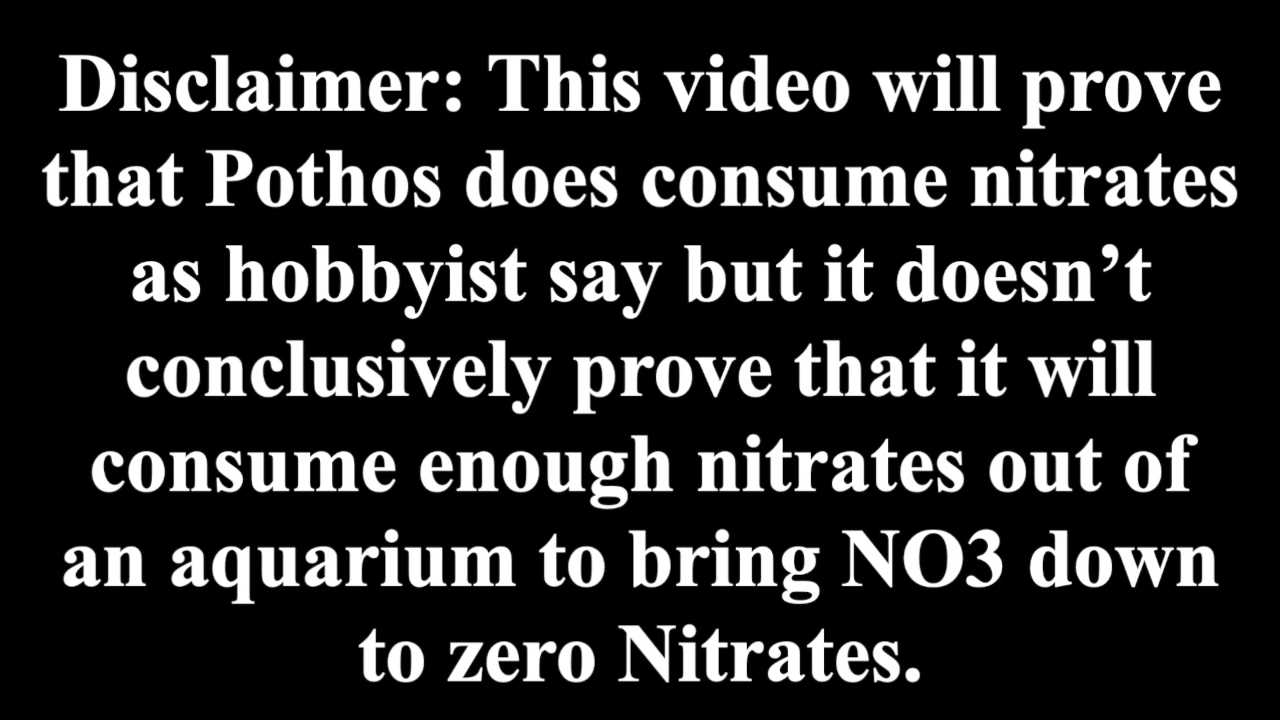 Disclaimer: This video will prove
that Pothos does consume nitrates
as hobbyist say but it doesn’t
conclusively prove that it will
consume enough nitrates out of
an aquarium to bring NO3 down
to zero Nitrates.